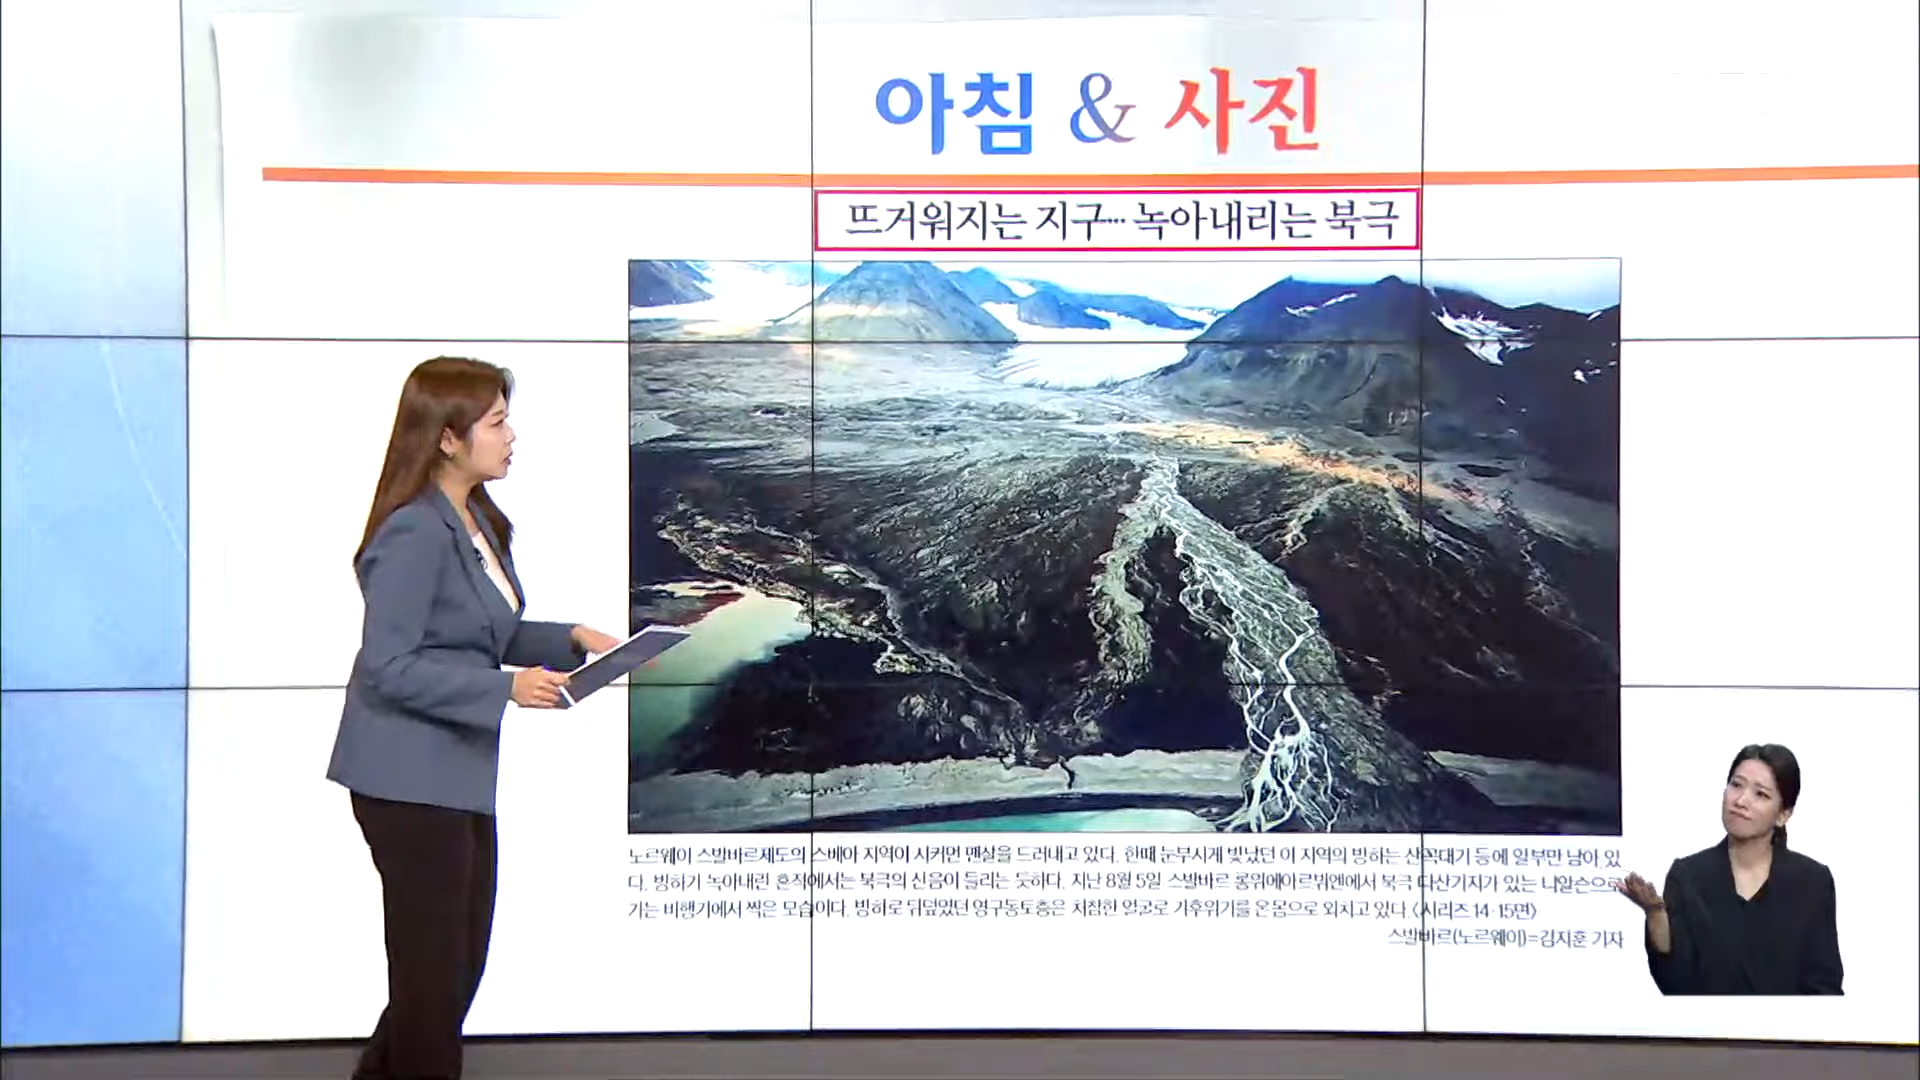 아침 & 사진
뜨거워지는 지구… 녹아내리는 북극
노르웨이 스발바르제도의 스베아 지역이 시커먼 맨살을 드러내고 있다. 한때 눈부시게 빛났던 이 지역의 빙하는 산꼭대기 등에 일부만 남아 있
다. 빙하가 녹아내린 흔적에서는 북극의 신음이 들리는 듯하다. 지난 8월 5일 스발바르 롱위에아르뷔엔에서 북극 다산기지가 있는 니알슨으로
가는 비행기에서 찍은 모습이다. 빙하로 뒤덮였던 영구동토층은 처참한 얼굴로 기후위기를 온몸으로 외치고 있다. 〈시리즈 14·15면〉
스발바르(노르웨이)=김지훈 기자